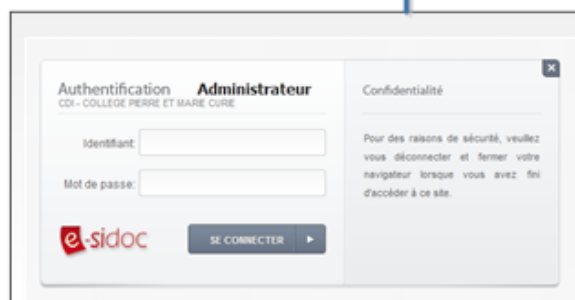 Authentification Administrateur
CDI - COLLEGE PIERRE ET MARIE CURIE
Identifiant:
Mot de passe:
e-sidoc
SE CONNECTER
Confidentialité
Pour des raisons de sécurité, veuillez
vous déconnecter et fermer votre
navigateur lorsque vous avez fini
d'accéder à ce site.